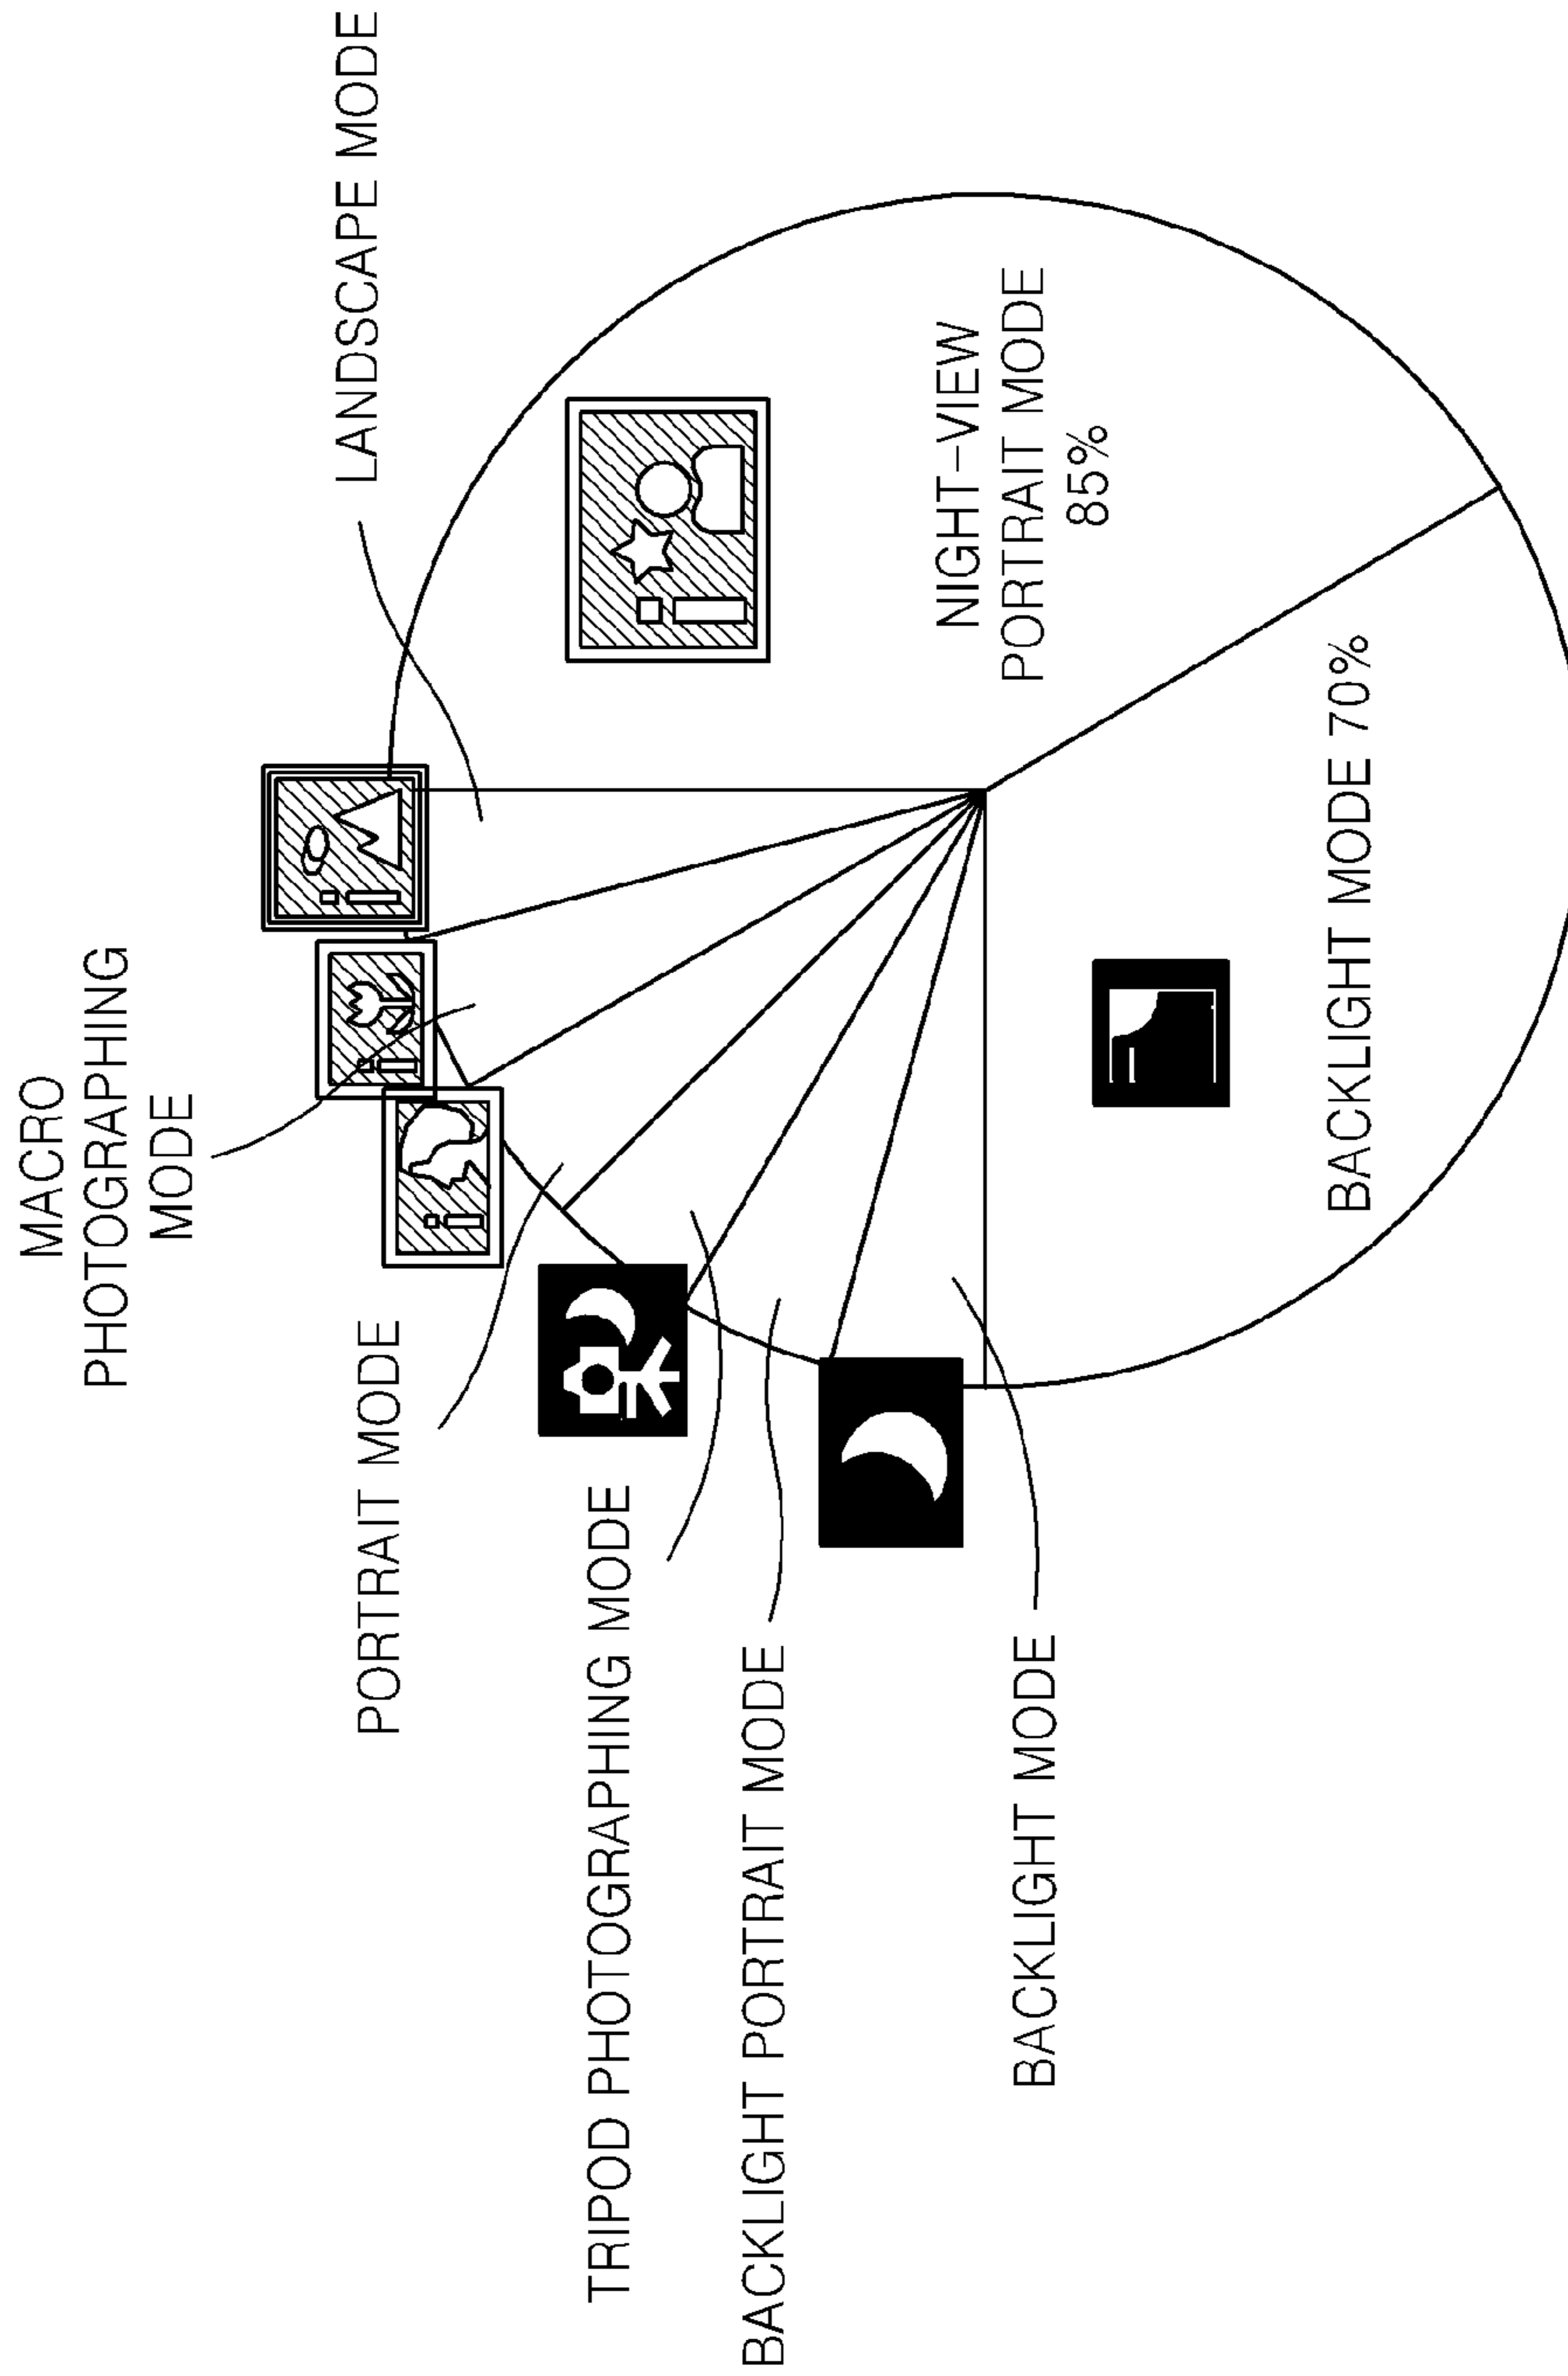 MACRO
PHOTOGRAPHING
MODE
LANDSCAPE MODE
PORTRAIT MODE
TRIPOD PHOTOGRAPHING MODE
BACKLIGHT PORTRAIT MODE
NIGHT-VIEW
PORTRAIT MODE
85%
BACKLIGHT MODE
BACKLIGHT MODE 70%